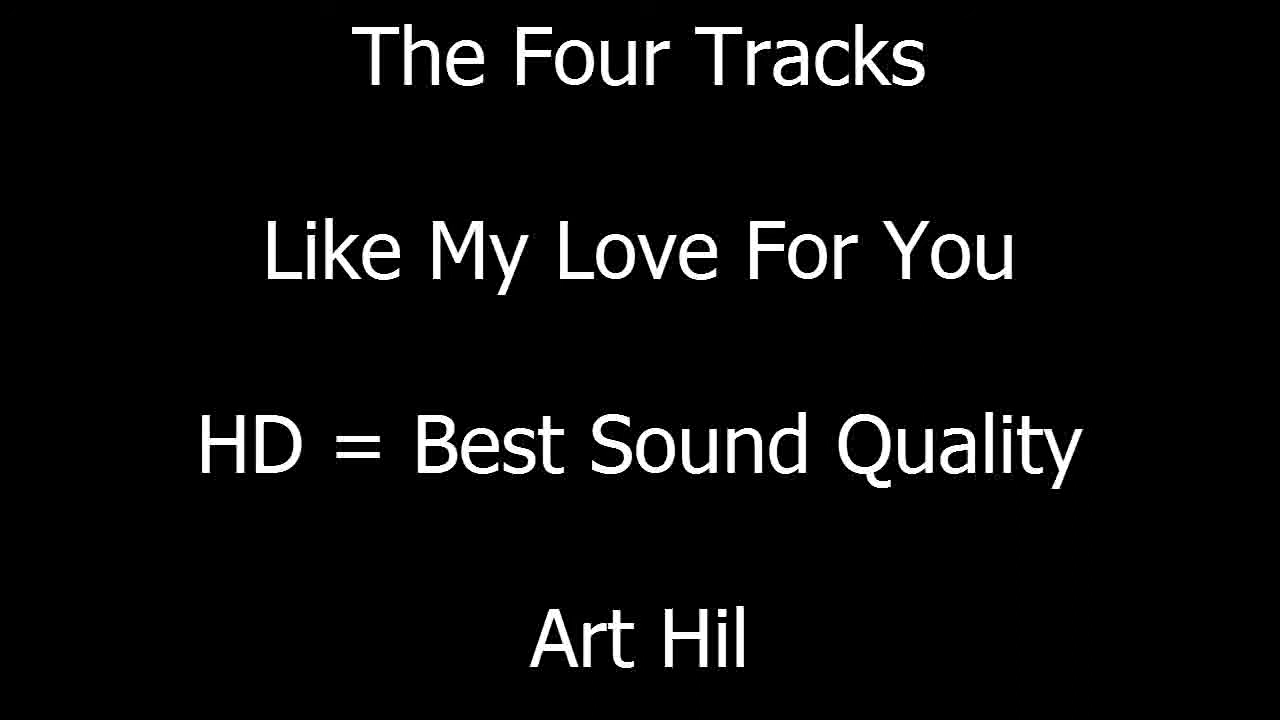 The Four Tracks
Like My Love For You
HD = Best Sound Quality
Art Hil